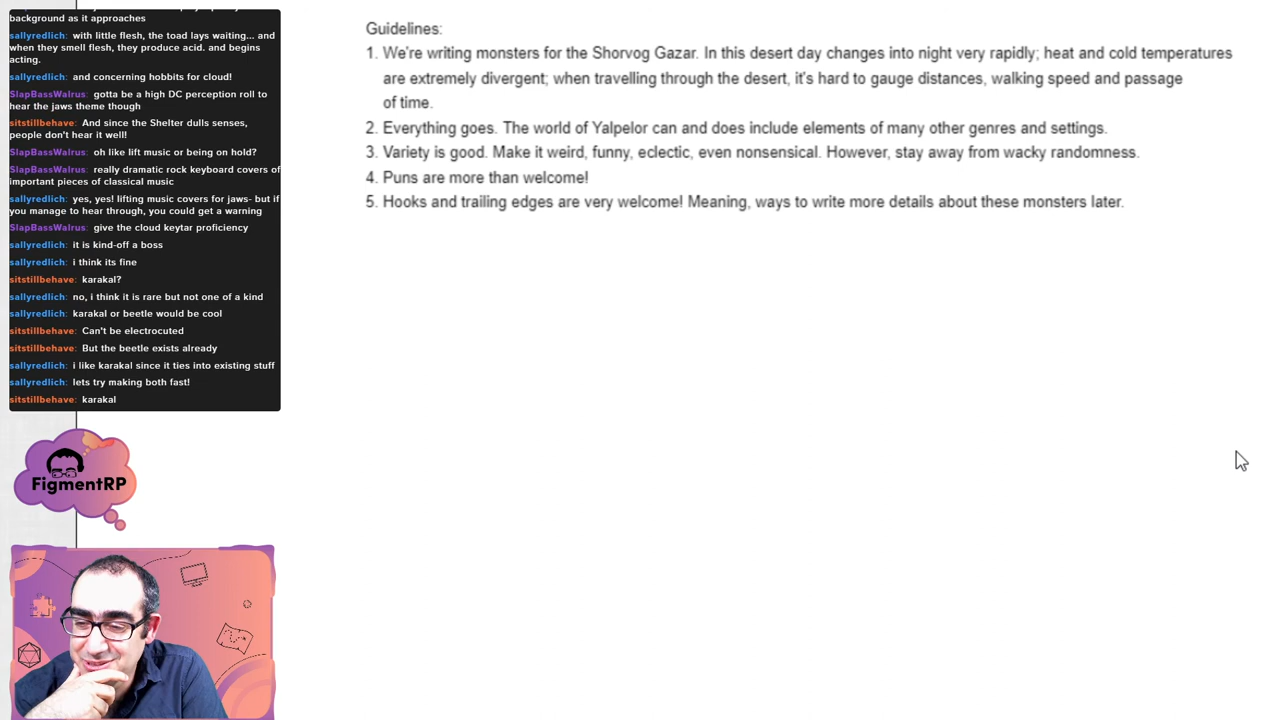 background as it approaches
sallyredlich: with little flesh, the toad lays waiting... and
when they smell flesh, they produce acid. and begins
acting.
sallyredlich: and concerning hobbits for cloud!
SlapBassWalrus: gotta be a high DC perception roll to
hear the jaws theme though
sitstillbehave: And since the Shelter dulls senses,
people don't hear it well!
SlapBassWalrus: oh like lift music or being on hold?
SlapBassWalrus: really dramatic rock keyboard covers of
important pieces of classical music
sallyredlich: yes, yes! lifting music covers for jaws- but if
you manage to hear through, you could get a warning
SlapBassWalrus: give the cloud keytar proficiency
sallyredlich: it is kind-off a boss
sallyredlich: i think its fine
sitstillbehave: karakal?
sallyredlich: no, i think it is rare but not one of a kind
sallyredlich: karakal or beetle would be cool
sitstillbehave: Can't be electrocuted
sitstillbehave: But the beetle exists already
sallyredlich: i like karakal since it ties into existing stuff
sallyredlich: lets try making both fast!
sitstillbehave: karakal
FigmentRP
Guidelines:
1. We're writing monsters for the Shorvog Gazar. In this desert day changes into night very rapidly; heat and cold temperatures
are extremely divergent; when travelling through the desert, it's hard to gauge distances, walking speed and passage
of time.
2. Everything goes. The world of Yalpelor can and does include elements of many other genres and settings.
3. Variety is good. Make it weird, funny, eclectic, even nonsensical. However, stay away from wacky randomness.
4. Puns are more than welcome!
5. Hooks and trailing edges are very welcome! Meaning, ways to write more details about these monsters later.